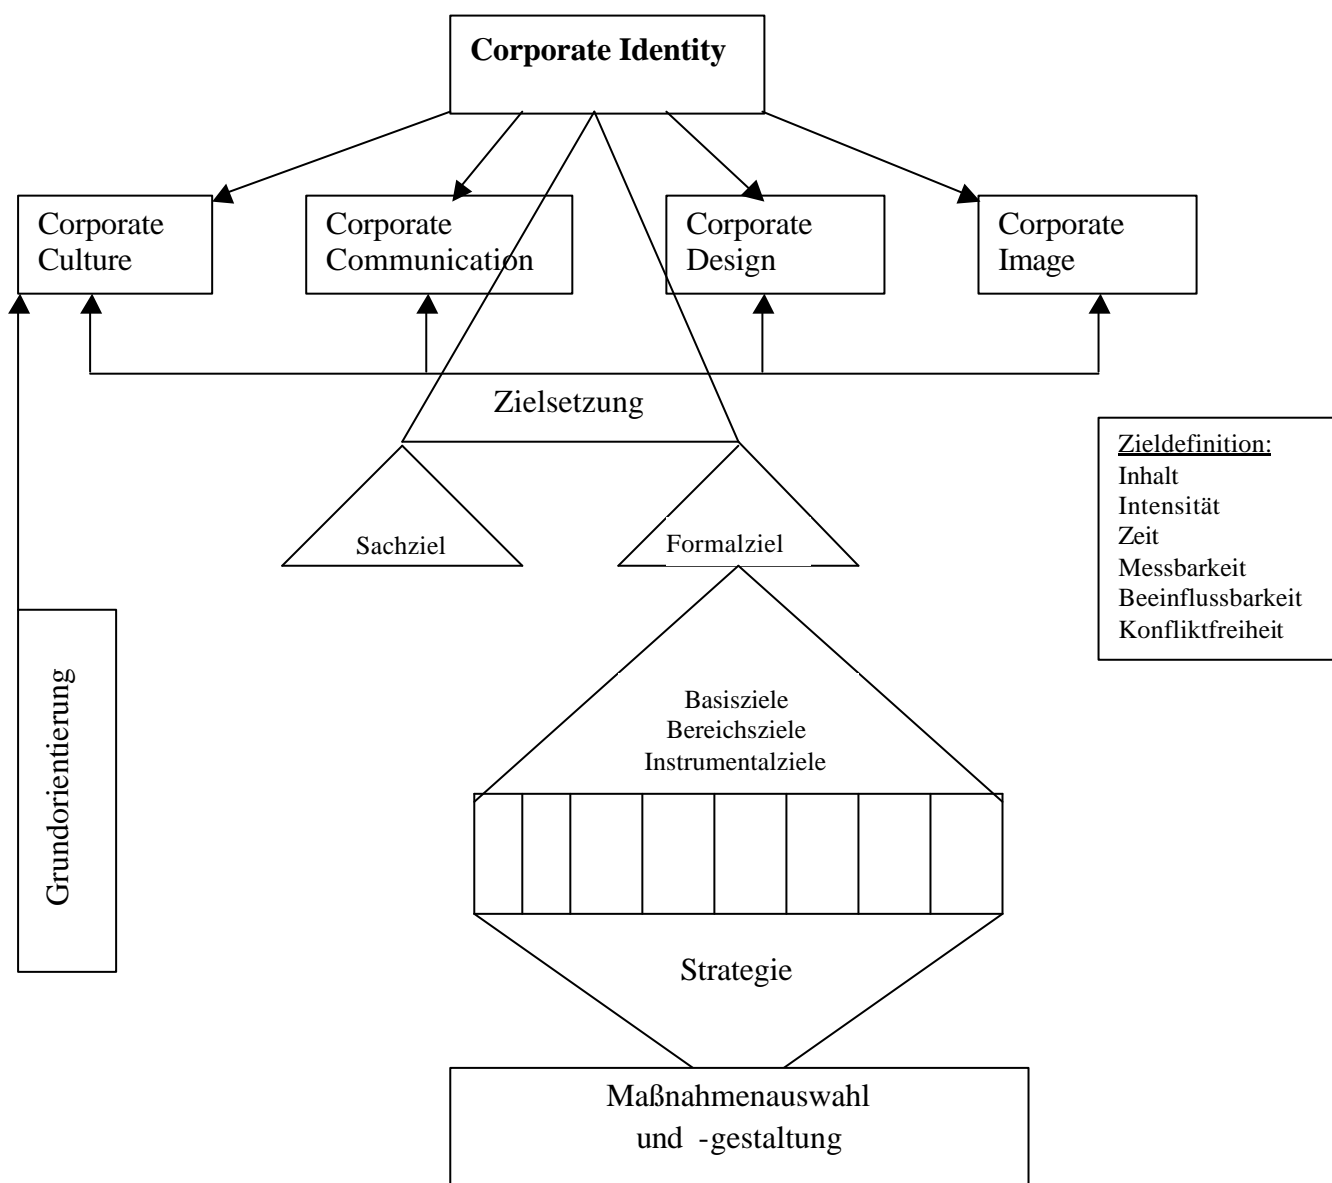 Corporate Identity
Corporate
Culture
Corporate
Communication
Corporate
Design
Corporate
Image
Zielsetzung
Zieldefinition:
Inhalt
Intensität
Zeit
Messbarkeit
Beeinflussbarkeit
Konfliktfreiheit
Sachziel
Formalziel
Grundorientierung
Basisziele
Bereichsziele
Instrumentalziele
Strategie
Maßnahmenauswahl
und -gestaltung